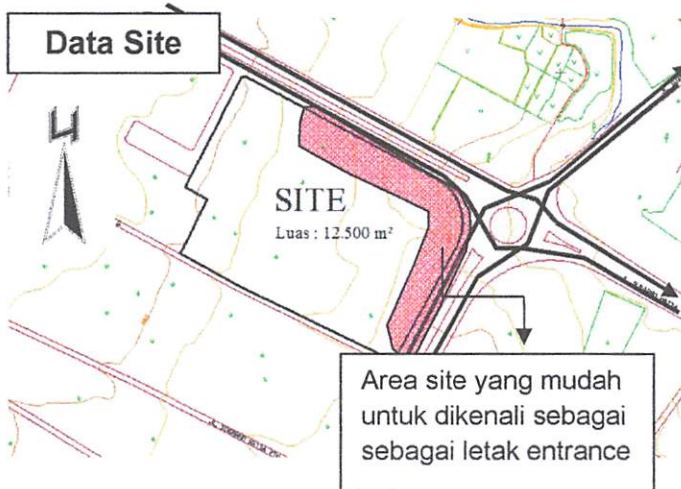 Data Site
SITE
Luas : 12.500 m²
Area site yang mudah
untuk dikenali sebagai
sebagai letak entrance